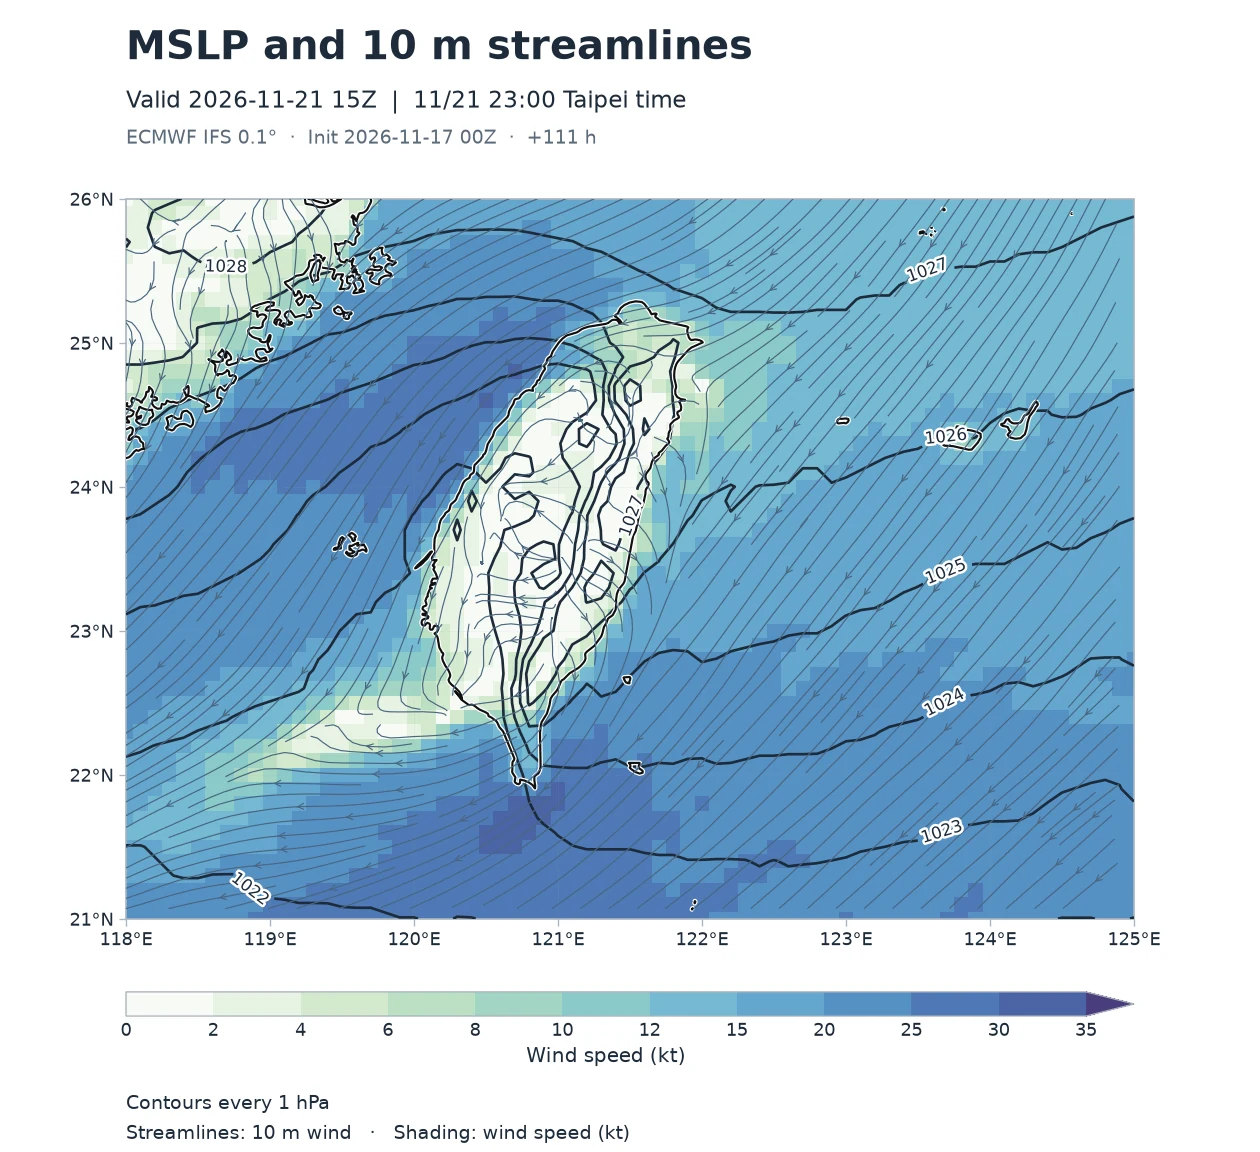 MSLP and 10 m streamlines
Valid 2026-11-21 15Z | 11/21 23:00 Taipei time
ECMWF IFS 0.1° · Init 2026-11-17 00Z · +111 h
26°N
25°N
24°N
23°N
22°N
21°N
1028
1027
1026
1027
1025
1024
1023
1022
118°E 119°E 120°E 121°E 122°E 123°E 124°E 125°E
0 2 4 6 8 10 12 15 20 25 30 35
Wind speed (kt)
Contours every 1 hPa
Streamlines: 10 m wind · Shading: wind speed (kt)